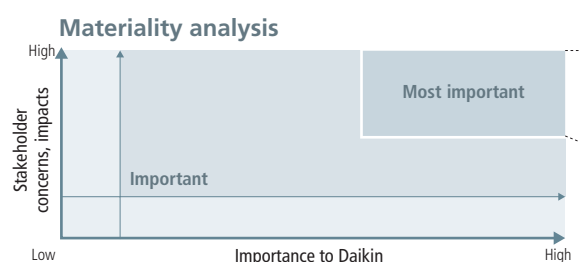 Materiality analysis
High
Stakeholder
concerns, impacts
Most important
Important
Low
Importance to Daikin
High